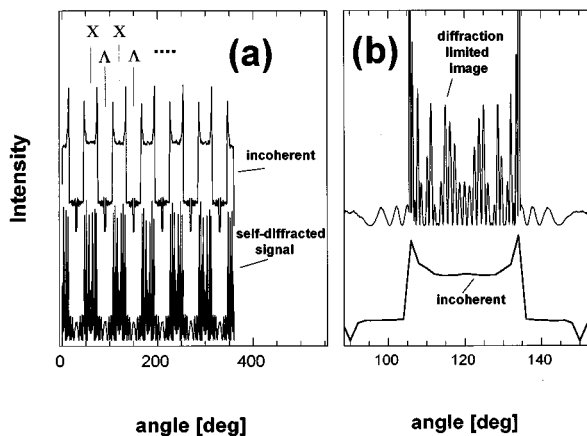 X X
Λ Λ ....
(a)
incoherent
self-diffracted
signal
Intensity
0 200 400
angle [deg]
(b)
diffraction
limited
image
incoherent
100 120 140
angle [deg]